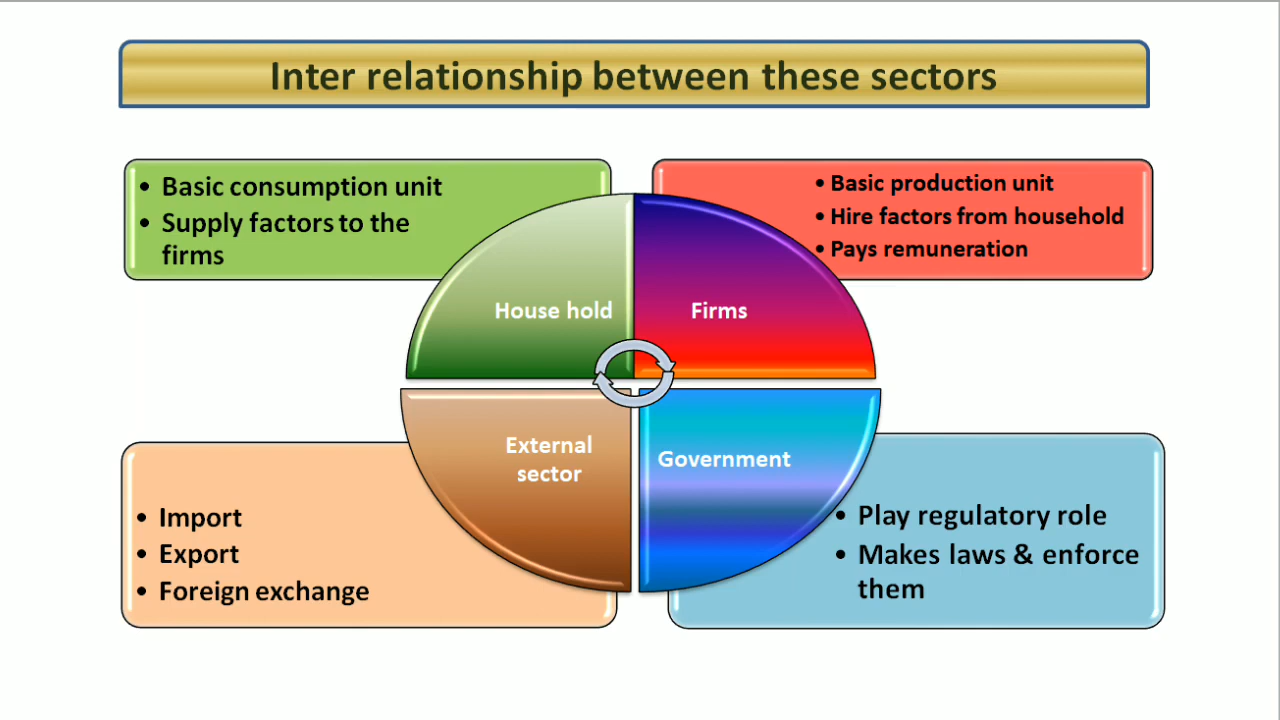 Inter relationship between these sectors
• Basic consumption unit
• Supply factors to the
firms
• Basic production unit
• Hire factors from household
• Pays remuneration
House hold
Firms
External
sector
Government
• Import
• Export
• Foreign exchange
• Play regulatory role
• Makes laws & enforce
them